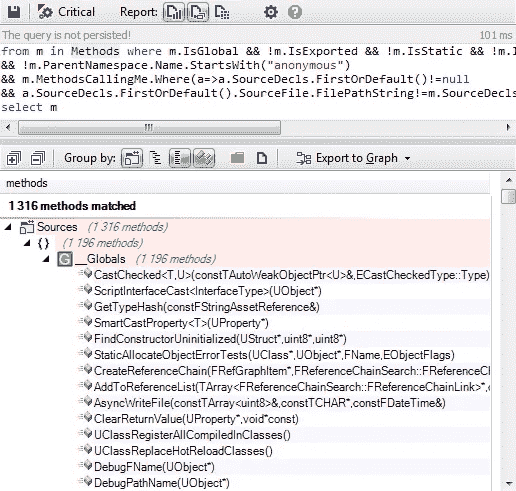 Critical Report:
The query is not persisted! 101 ms
from m in Methods where m.IsGlobal && !m.IsExported && !m.IsStatic && !m.I
&& !m.ParentNamespace.Name.StartsWith("anonymous")
&& m.MethodsCallingMe.Where(a=>a.SourceDecls.FirstOrDefault()!=null
&& a.SourceDecls.FirstOrDefault().SourceFile.FilePathString!=m.SourceDecls
select m
Group by: Export to Graph
methods
1 316 methods matched
Sources (1 316 methods)
{} (1 196 methods)
G __Globals (1 196 methods)
CastChecked<T,U>(constTAutoWeakObjectPtr<U>&,ECastCheckedType::Type)
ScriptInterfaceCast<InterfaceType>(UObject*)
GetTypeHash(constFStringAssetReference&)
SmartCastProperty<T>(UProperty*)
FindConstructorUninitialized(UStruct*,uint8*,uint8*)
StaticAllocateObjectErrorTests(UClass*,UObject*,FName,EObjectFlags)
CreateReferenceChain(FRefGraphItem*,FReferenceChainSearch::FReferenceCh
AddToReferenceList(TArray<FReferenceChainSearch::FReferenceChainLink>*,
AsyncWriteFile(constTArray<uint8>&,constTCHAR*,constFDateTime&)
ClearReturnValue(UProperty*,void*const)
UClassRegisterAllCompiledInClasses()
UClassReplaceHotReloadClasses()
DebugFName(UObject*)
DebugPathName(UObject*)